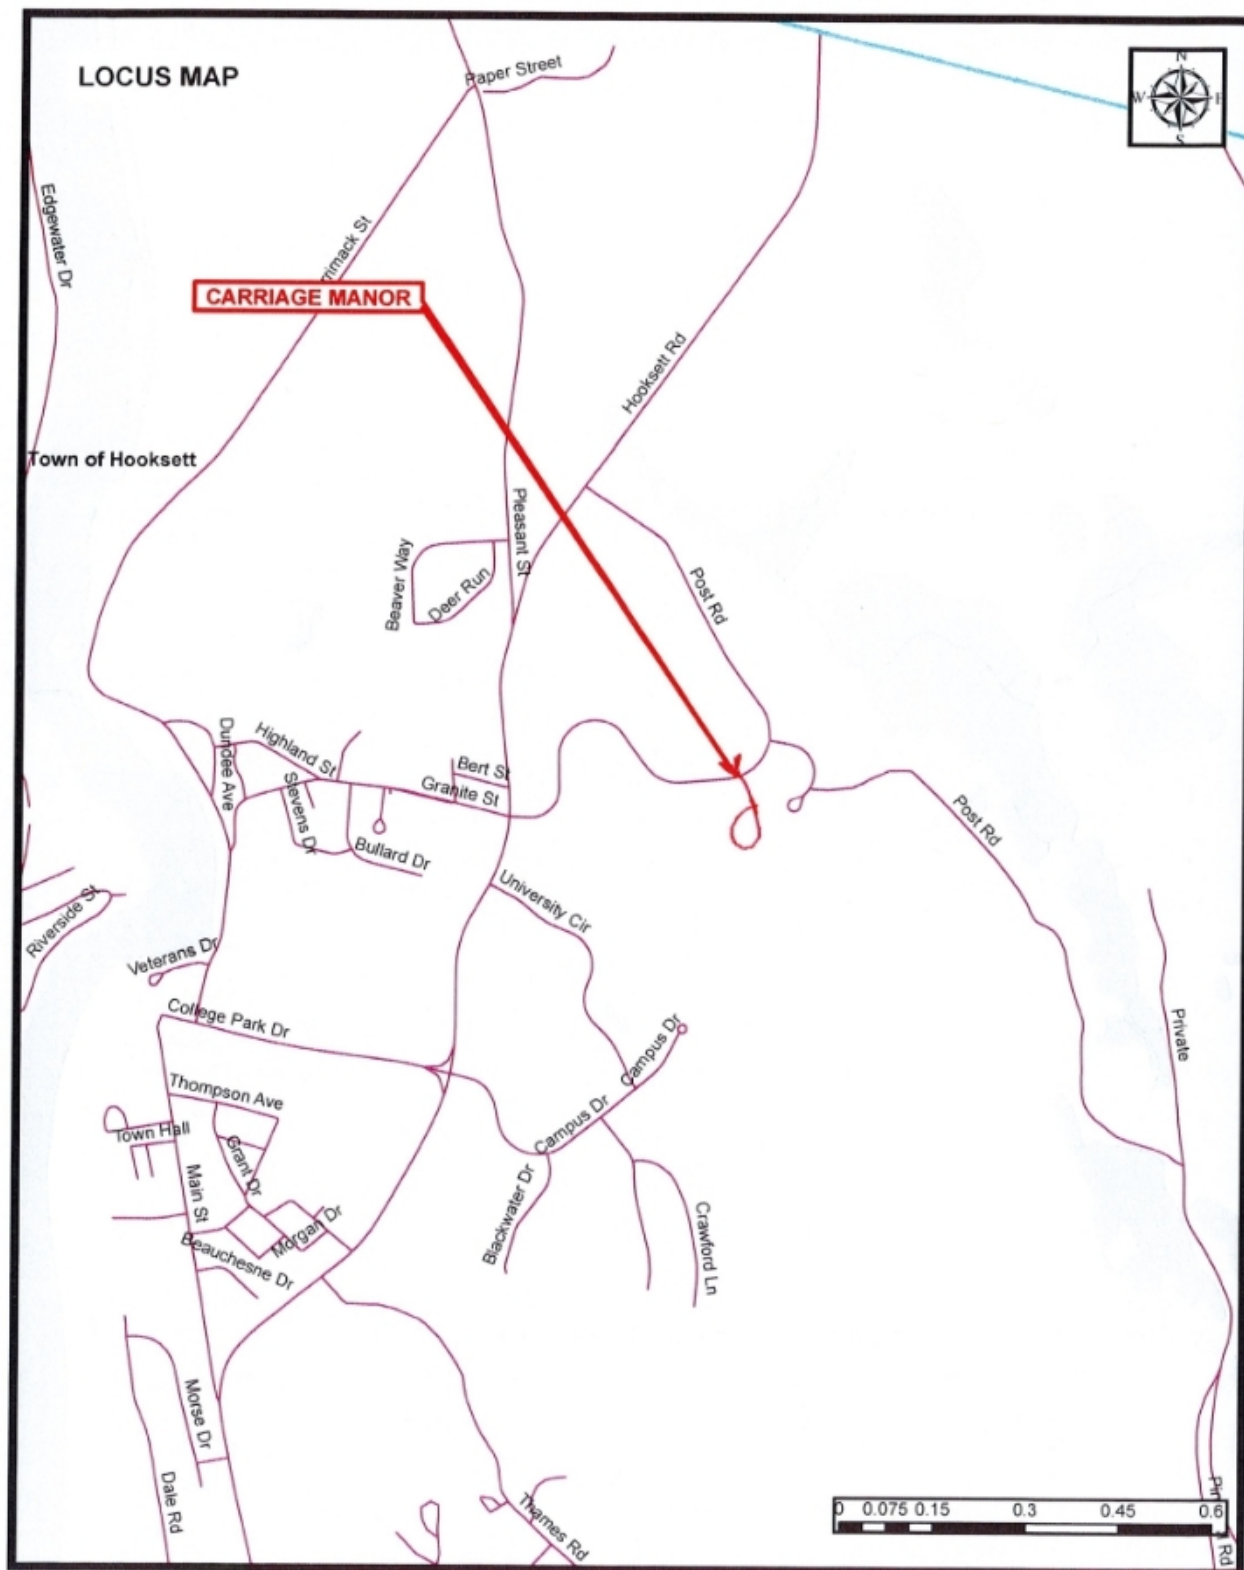 LOCUS MAP
Paper Street
N
W
E
S
Edgewater Dr
rrimack St
CARRIAGE MANOR
Hooksett Rd
Town of Hooksett
Pleasant St
Beaver Way
Deer Run
Post Rd
Dundee Ave
Highland St
Bert St
Stevens Dr
Granite St
Bullard Dr
Post Rd
University Cir
Riverside St
Veterans Dr
College Park Dr
Private
Campus Dr
Thompson Ave
Town Hall
Campus Dr
Grant Dr
Main St
Blackwater Dr
Morgan Dr
Crawford Ln
Beauchesne Dr
Morse Dr
Dale Rd
Thames Rd
0 0.075 0.15 0.3 0.45 0.6
Rd